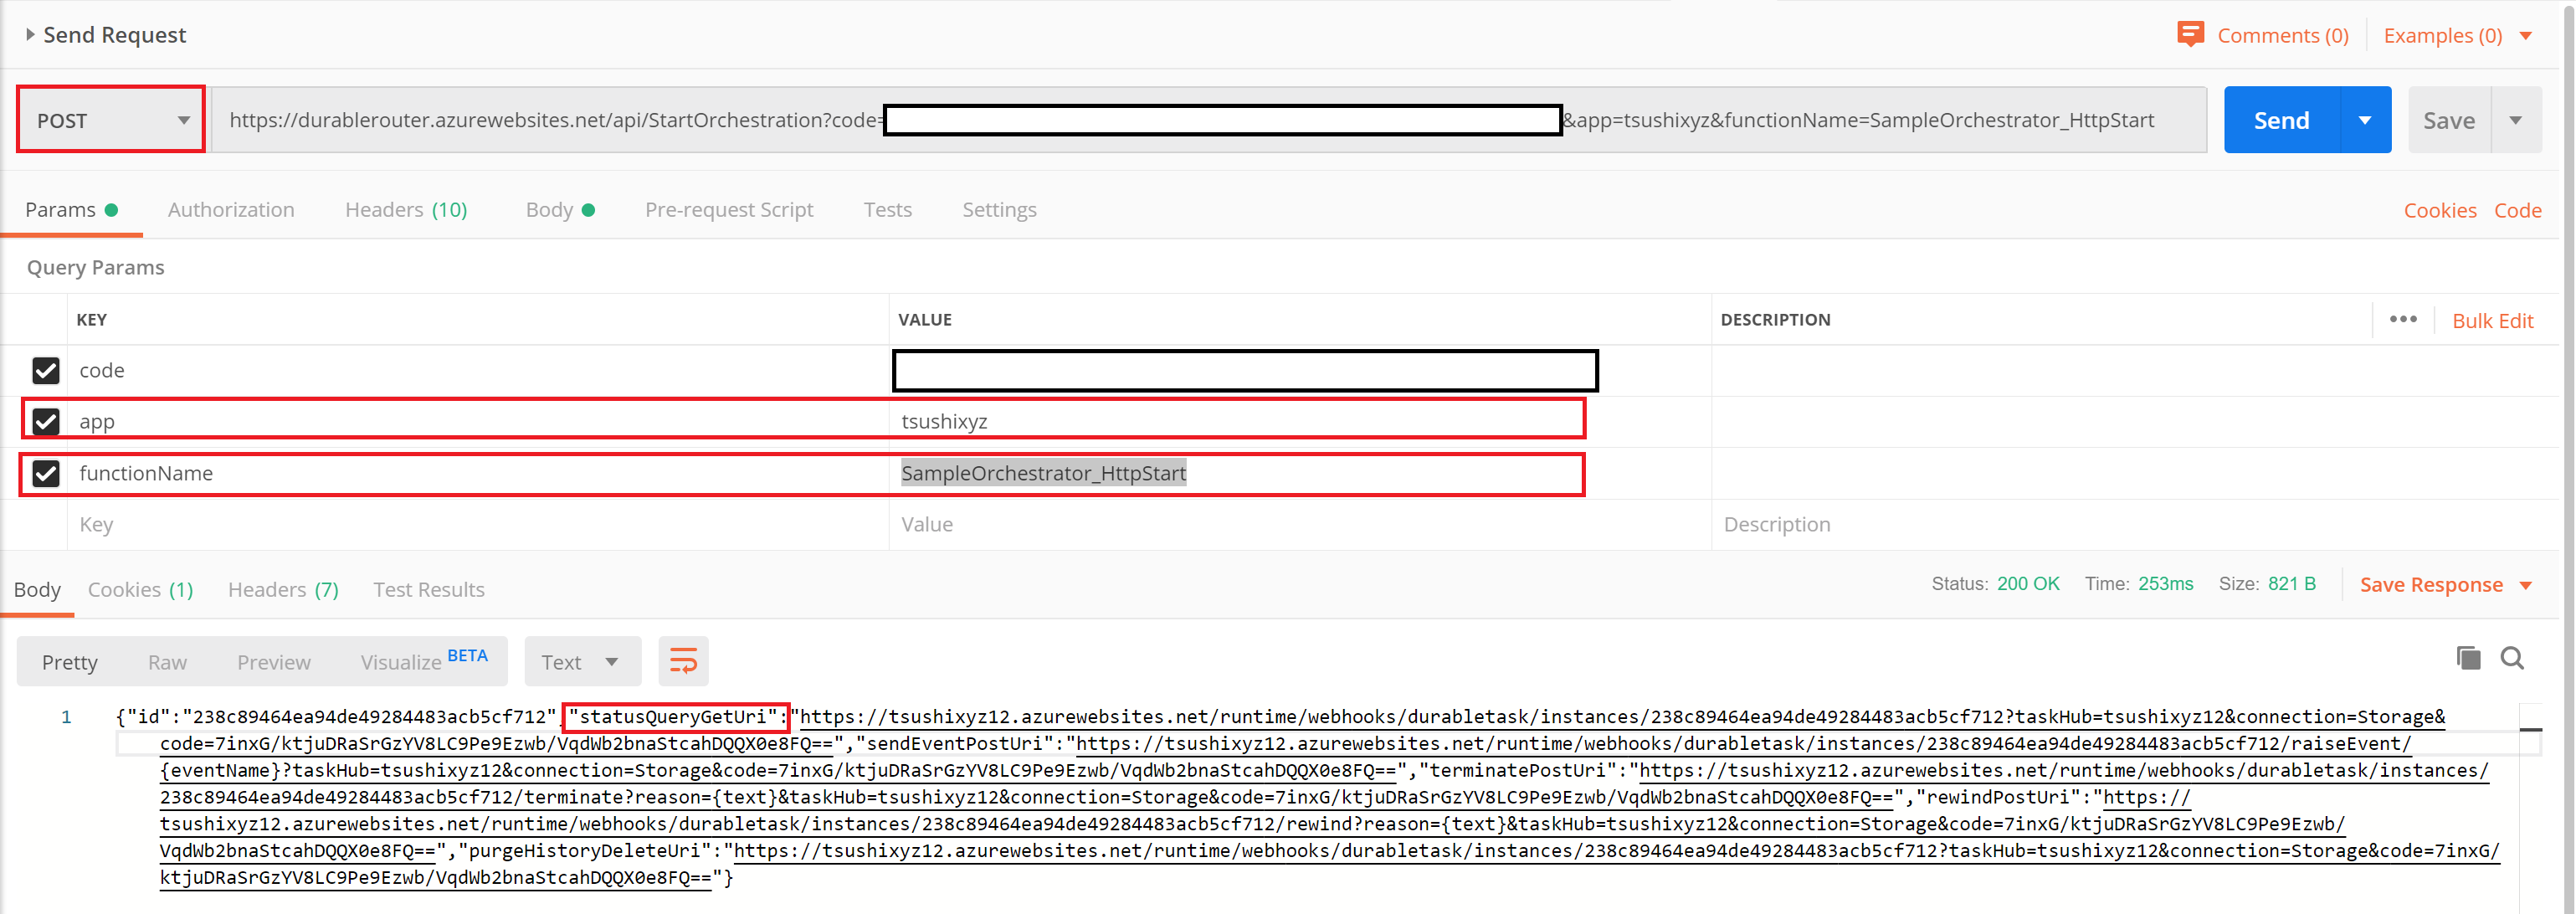 Send Request
Comments (0) Examples (0)
POST https://durablerouter.azurewebsites.net/api/StartOrchestration?code= &app=tsushixyz&functionName=SampleOrchestrator_HttpStart Send Save
Params Authorization Headers (10) Body Pre-request Script Tests Settings Cookies Code
Query Params
KEY VALUE DESCRIPTION ••• Bulk Edit
code
app tsushixyz
functionName SampleOrchestrator_HttpStart
Key Value Description
Body Cookies (1) Headers (7) Test Results Status: 200 OK Time: 253ms Size: 821 B Save Response
Pretty Raw Preview Visualize BETA Text
1 {"id":"238c89464ea94de49284483acb5cf712","statusQueryGetUri":"https://tsushixyz12.azurewebsites.net/runtime/webhooks/durabletask/instances/238c89464ea94de49284483acb5cf712?taskHub=tsushixyz12&connection=Storage&
code=7inxG/ktjuDRaSrGzYV8LC9Pe9Ezwb/VqdWb2bnaStcahDQQX0e8FQ==","sendEventPostUri":"https://tsushixyz12.azurewebsites.net/runtime/webhooks/durabletask/instances/238c89464ea94de49284483acb5cf712/raiseEvent/
{eventName}?taskHub=tsushixyz12&connection=Storage&code=7inxG/ktjuDRaSrGzYV8LC9Pe9Ezwb/VqdWb2bnaStcahDQQX0e8FQ==","terminatePostUri":"https://tsushixyz12.azurewebsites.net/runtime/webhooks/durabletask/instances/
238c89464ea94de49284483acb5cf712/terminate?reason={text}&taskHub=tsushixyz12&connection=Storage&code=7inxG/ktjuDRaSrGzYV8LC9Pe9Ezwb/VqdWb2bnaStcahDQQX0e8FQ==","rewindPostUri":"https://
tsushixyz12.azurewebsites.net/runtime/webhooks/durabletask/instances/238c89464ea94de49284483acb5cf712/rewind?reason={text}&taskHub=tsushixyz12&connection=Storage&code=7inxG/ktjuDRaSrGzYV8LC9Pe9Ezwb/
VqdWb2bnaStcahDQQX0e8FQ==","purgeHistoryDeleteUri":"https://tsushixyz12.azurewebsites.net/runtime/webhooks/durabletask/instances/238c89464ea94de49284483acb5cf712?taskHub=tsushixyz12&connection=Storage&code=7inxG/
ktjuDRaSrGzYV8LC9Pe9Ezwb/VqdWb2bnaStcahDQQX0e8FQ=="}